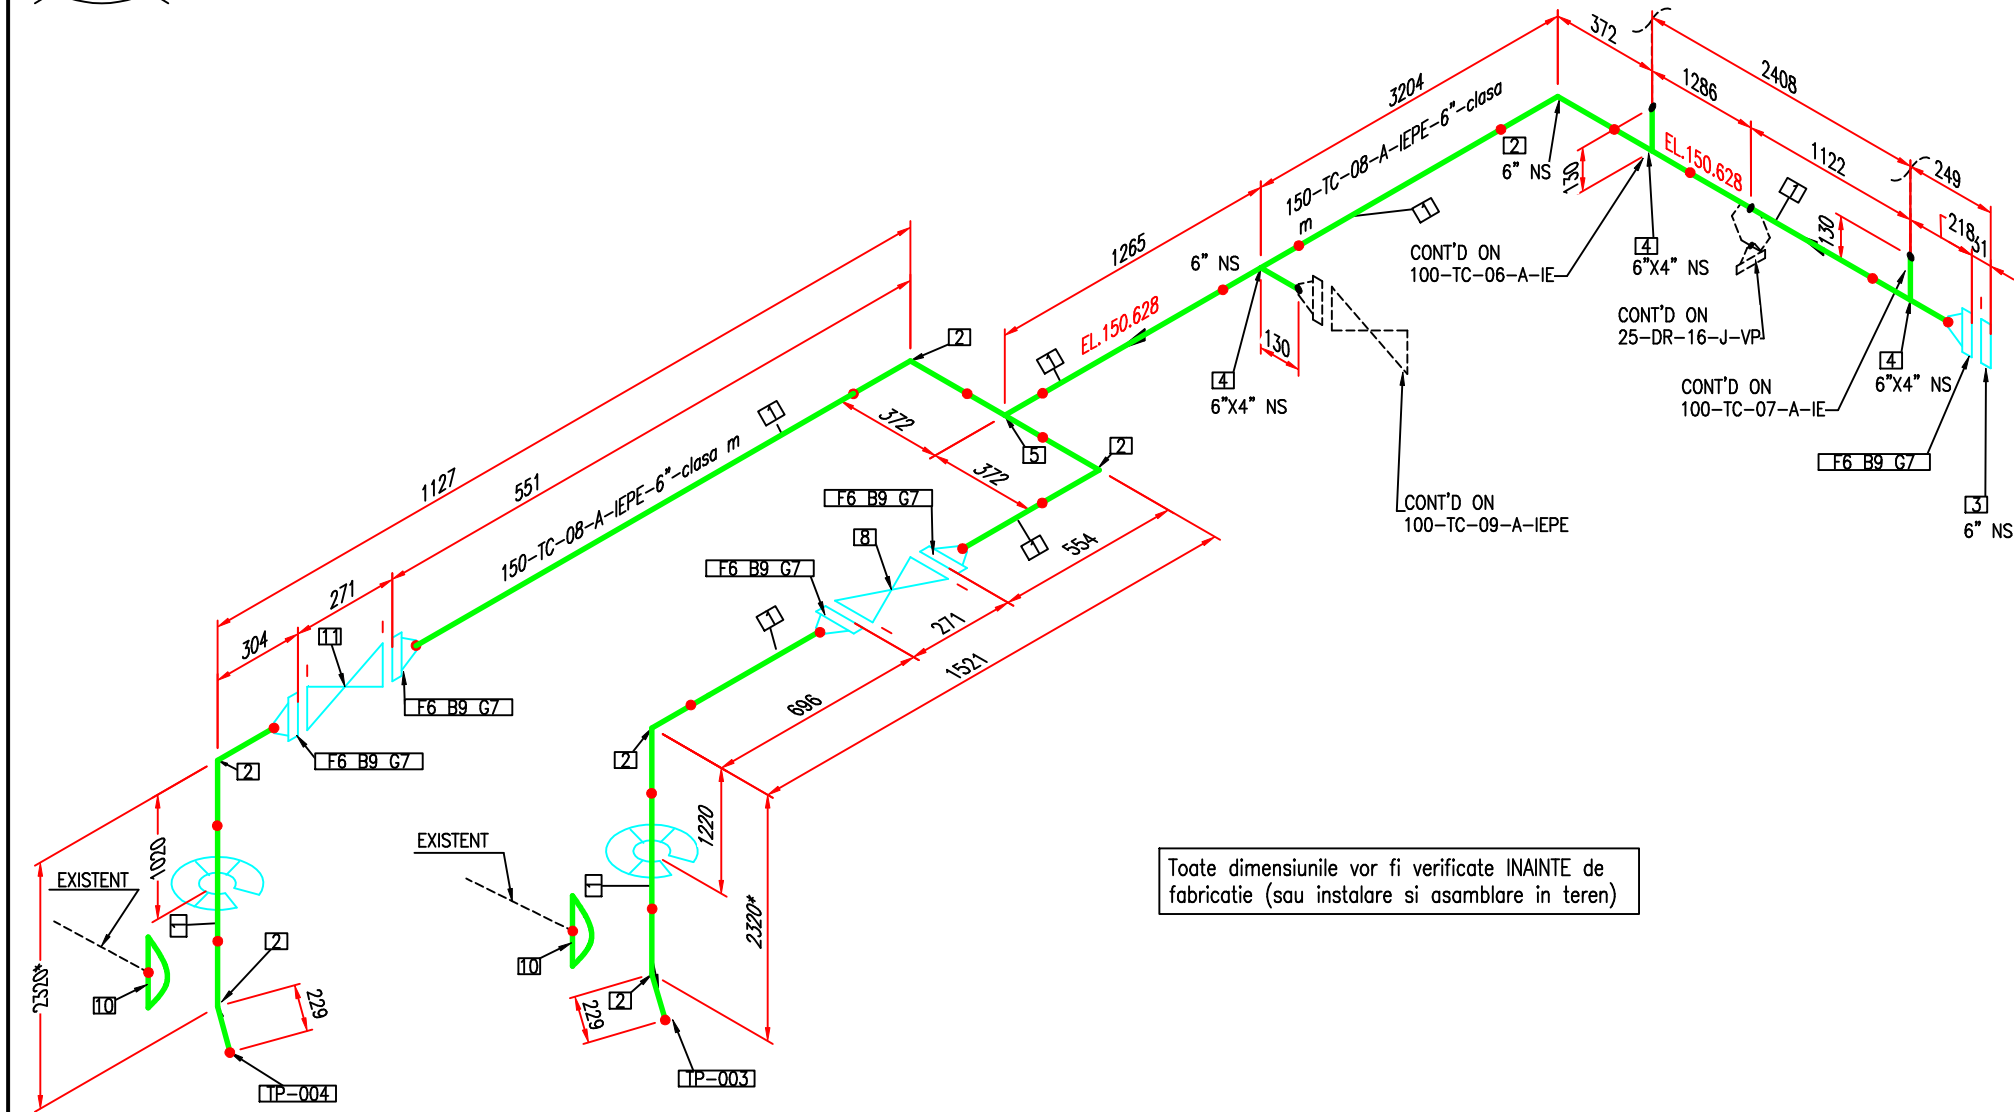 372
2408
1286
3204
150-TC-08-A-IEPE-6"-clasa
m
EL.150.628
1122
249
2
6" NS
130
1
1
218
31
130
1265
6" NS
CONT'D ON
100-TC-06-A-IE
4
6"X4" NS
CONT'D ON
25-DR-16-J-VP
EL.150.628
130
1
4
6"X4" NS
CONT'D ON
100-TC-07-A-IE
4
6"X4" NS
2
1
372
5
2
372
F6 B9 G7
3
6" NS
1127
551
150-TC-08-A-IEPE-6"-clasa m
F6 B9 G7
CONT'D ON
100-TC-09-A-IEPE
8
1
554
F6 B9 G7
271
304
11
1
271
1521
F6 B9 G7
696
F6 B9 G7
2
2
1020
1220
EXISTENT
EXISTENT
1
1
2320*
2320*
Toate dimensiunile vor fi verificate INAINTE de
fabricatie (sau instalare si asamblare in teren)
10
2
10
2
229
229
TP-004
TP-003